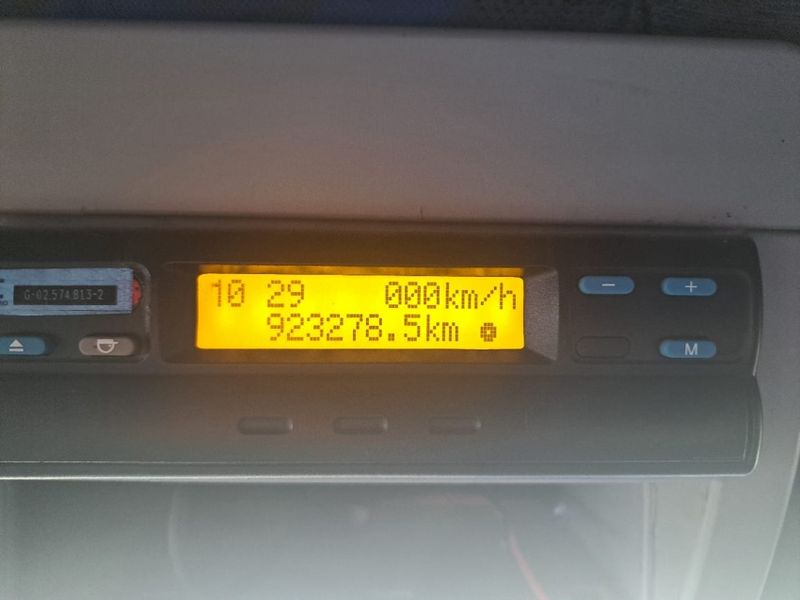 10 29 000km/h
923278.5km
G-02.574.813-2
− +
M